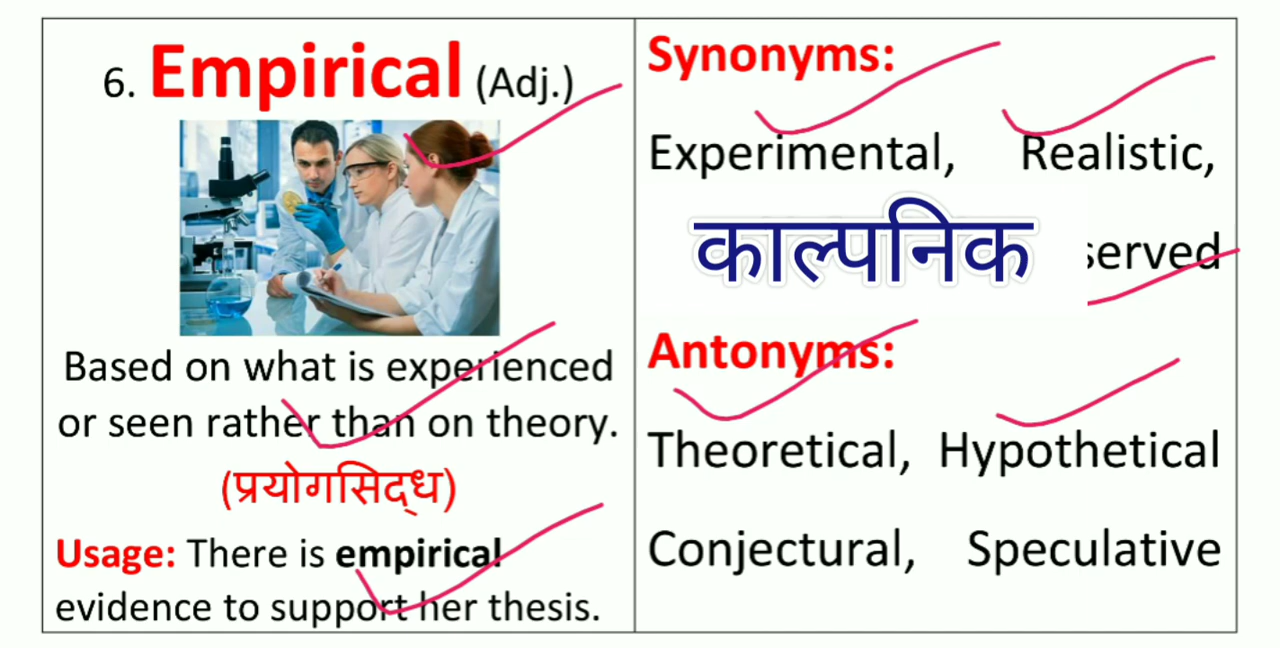 6. Empirical (Adj.)
Based on what is experienced
or seen rather than on theory.
(प्रयोगसिद्ध)
Usage: There is empirical
evidence to support her thesis.
Synonyms:
Experimental, Realistic,
काल्पनिक
Antonyms:
Theoretical, Hypothetical
Conjectural, Speculative